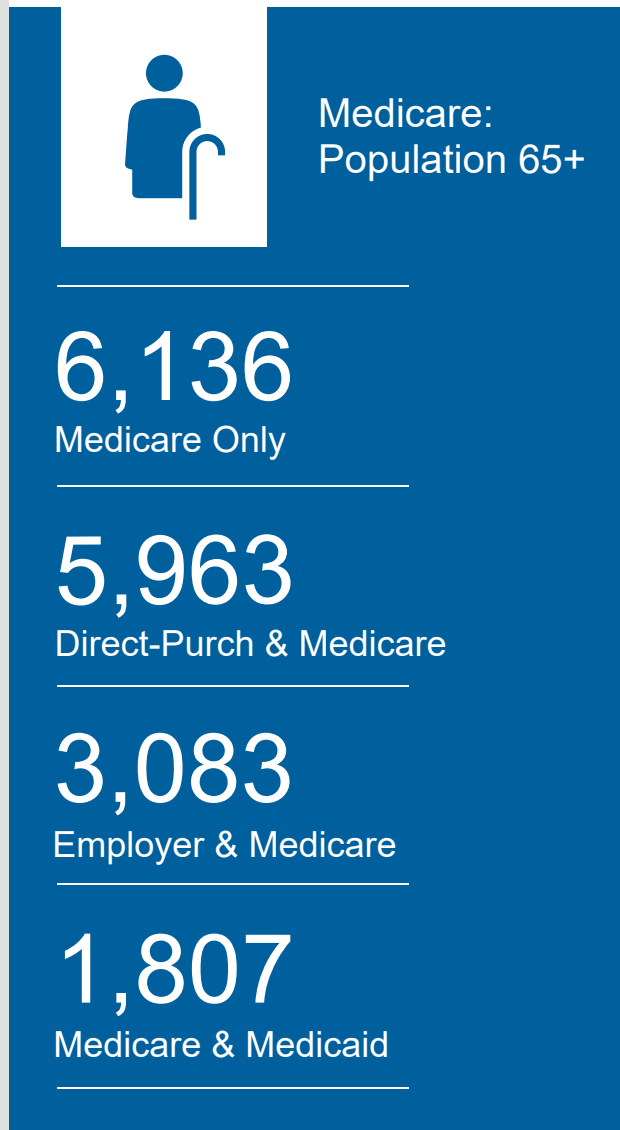 Medicare:
Population 65+
6,136
Medicare Only
5,963
Direct-Purch & Medicare
3,083
Employer & Medicare
1,807
Medicare & Medicaid